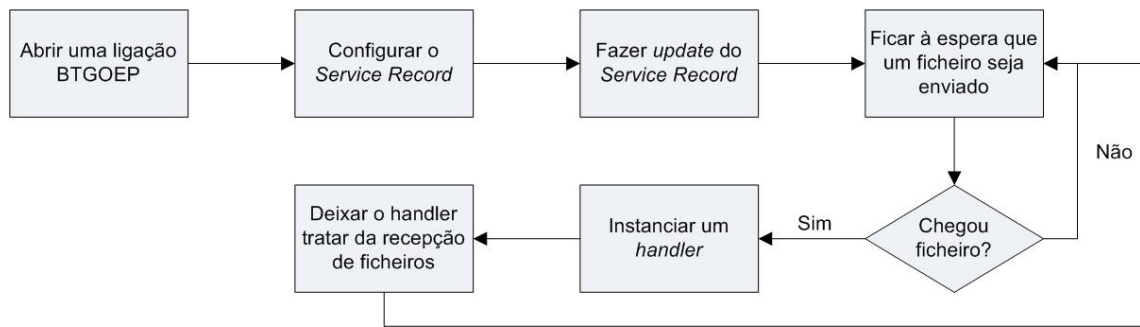 Abrir uma ligação
BTGOEP
Configurar o
Service Record
Fazer update do
Service Record
Ficar à espera que
um ficheiro seja
enviado
Não
Chegou
ficheiro?
Sim
Instanciar um
handler
Deixar o handler
tratar da recepção
de ficheiros